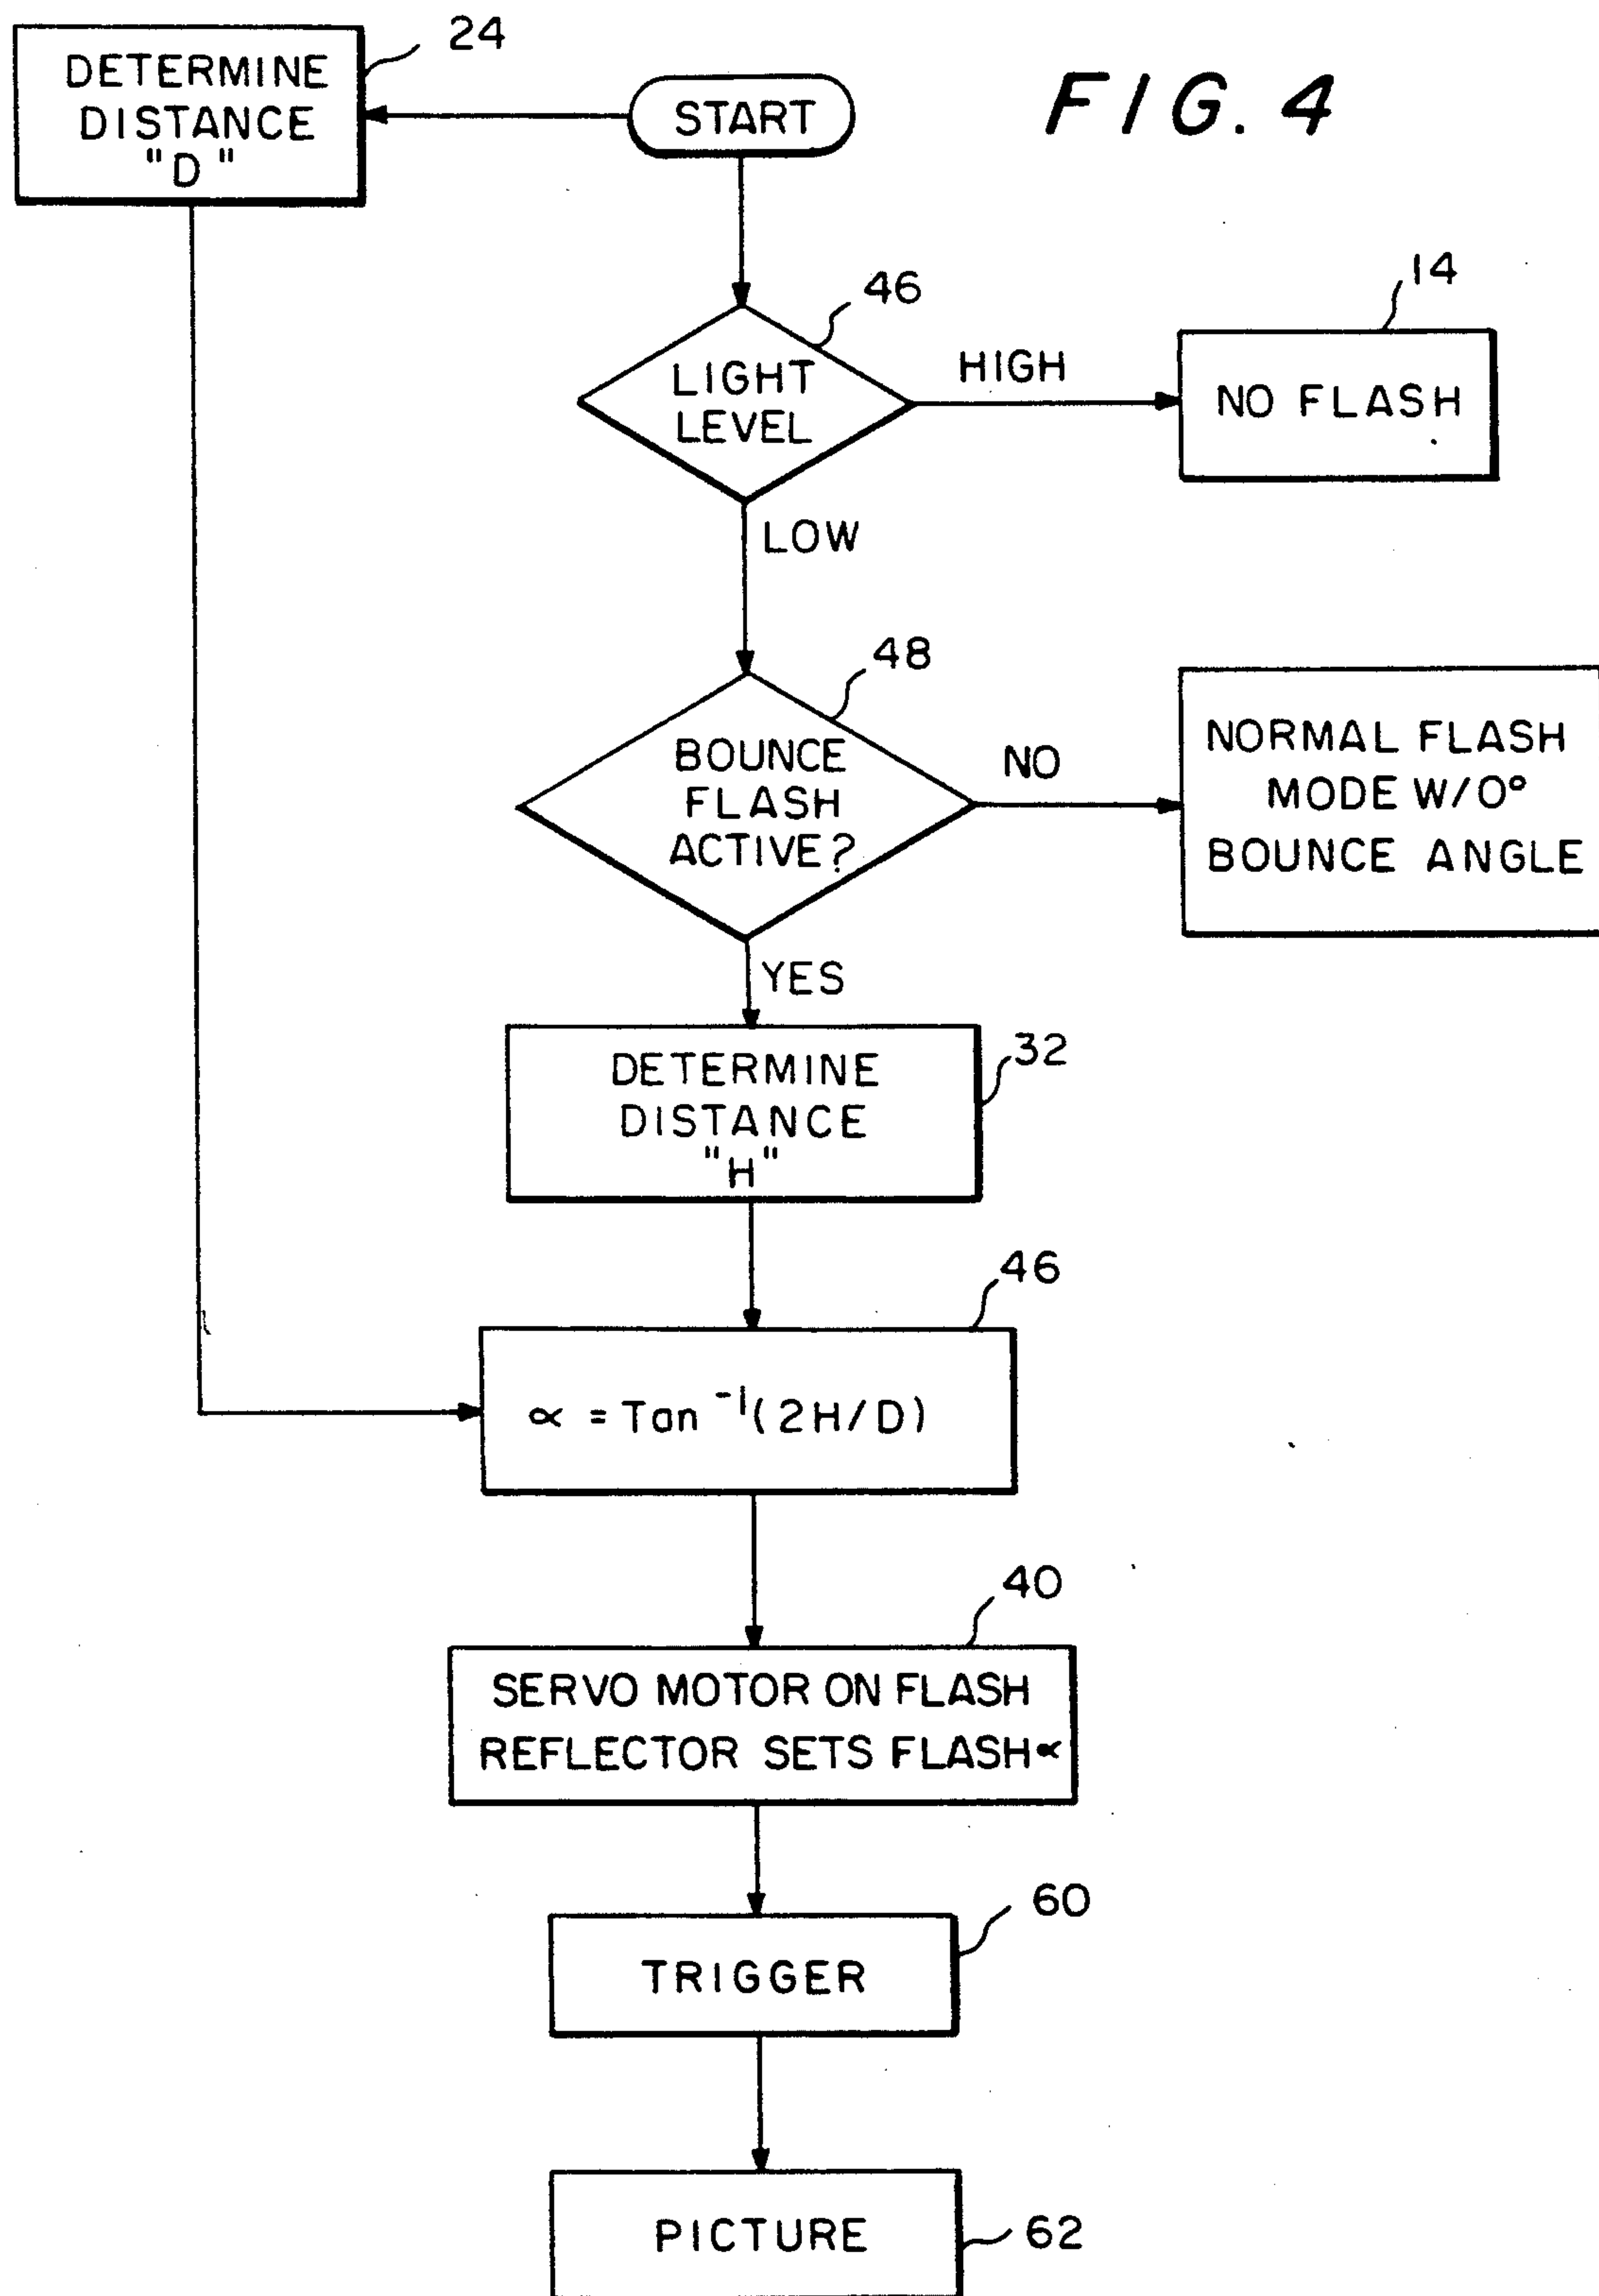 FIG. 4
24
DETERMINE
DISTANCE
"D"
START
46
LIGHT
LEVEL
HIGH
14
NO FLASH
LOW
48
BOUNCE
FLASH
ACTIVE?
NO
NORMAL FLASH
MODE W/0°
BOUNCE ANGLE
YES
32
DETERMINE
DISTANCE
"H"
46
∝ = Tan⁻¹(2H/D)
40
SERVO MOTOR ON FLASH
REFLECTOR SETS FLASH∝
60
TRIGGER
PICTURE
62